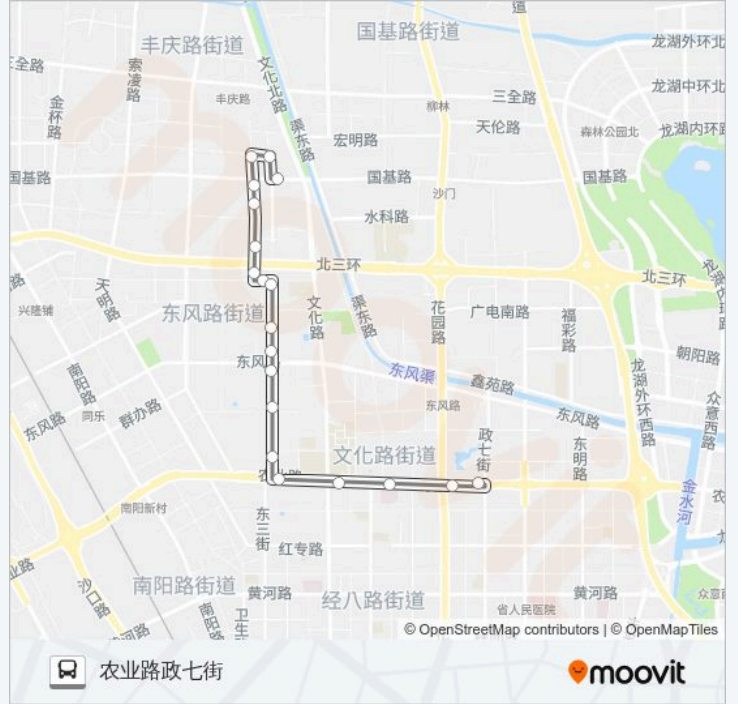 道
国基路街道
丰庆路街道
龙湖外环北
三全路
索凌路
文化北路
龙湖中环北
金杯路
丰庆路
柳林
三全路
天伦路
渠东路
宏明路
森林公园北
龙湖内环路
国基路
国基路
国基路
沙门
水科路
北三环
北三环
天明路
兴隆铺
东风路街道
文化路
渠东路
花园路
广电南路
福彩路
朝阳路
南阳路
东风
东风渠
鑫苑路
龙湖外环西路
众意西路
同乐
群办路
东风路
东风路
东风路
文化路街道
政七街
东明路
金水河
南阳新村
东三街
红专路
沙口路
南阳路街道
黄河路
经八路街道
黄河路
省人民医院
南阳路
卫生
© OpenStreetMap contributors | © OpenMapTiles
农业路政七街
moovit